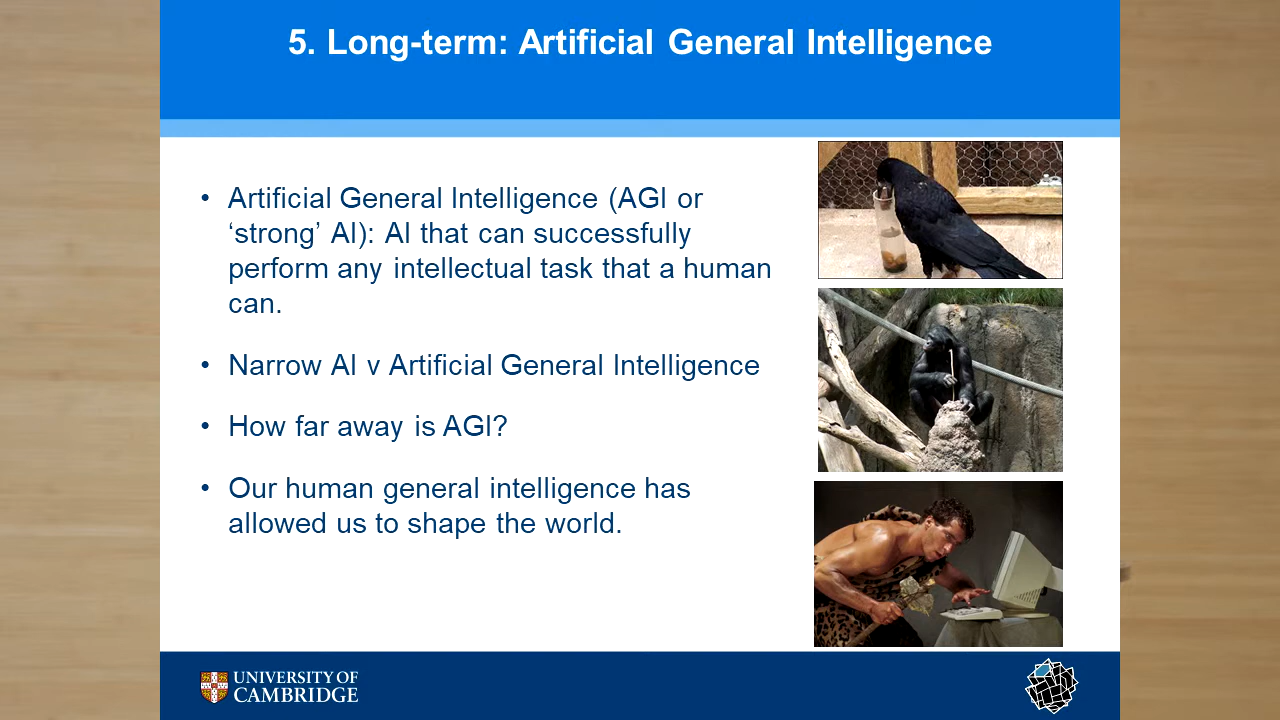 5. Long-term: Artificial General Intelligence
• Artificial General Intelligence (AGI or
‘strong’ AI): AI that can successfully
perform any intellectual task that a human
can.
• Narrow AI v Artificial General Intelligence
• How far away is AGI?
• Our human general intelligence has
allowed us to shape the world.
UNIVERSITY OF
CAMBRIDGE